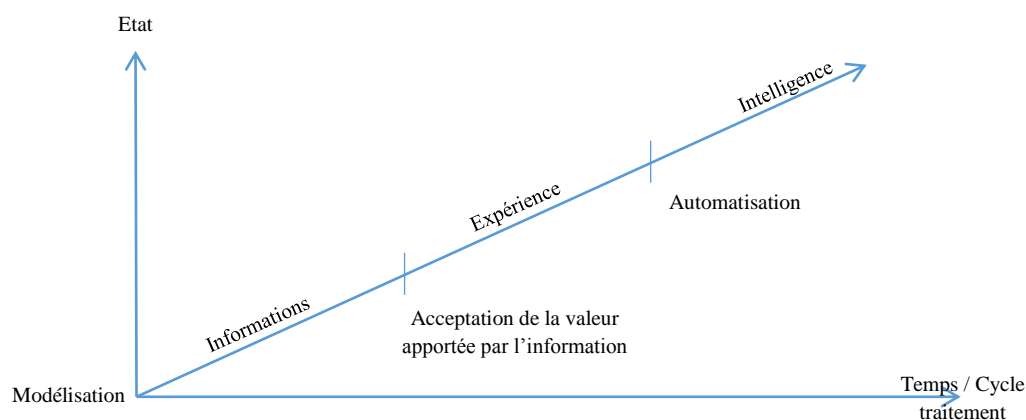 Etat
Intelligence
Expérience
Automatisation
Informations
Acceptation de la valeur
apportée par l’information
Modélisation
Temps / Cycle
traitement